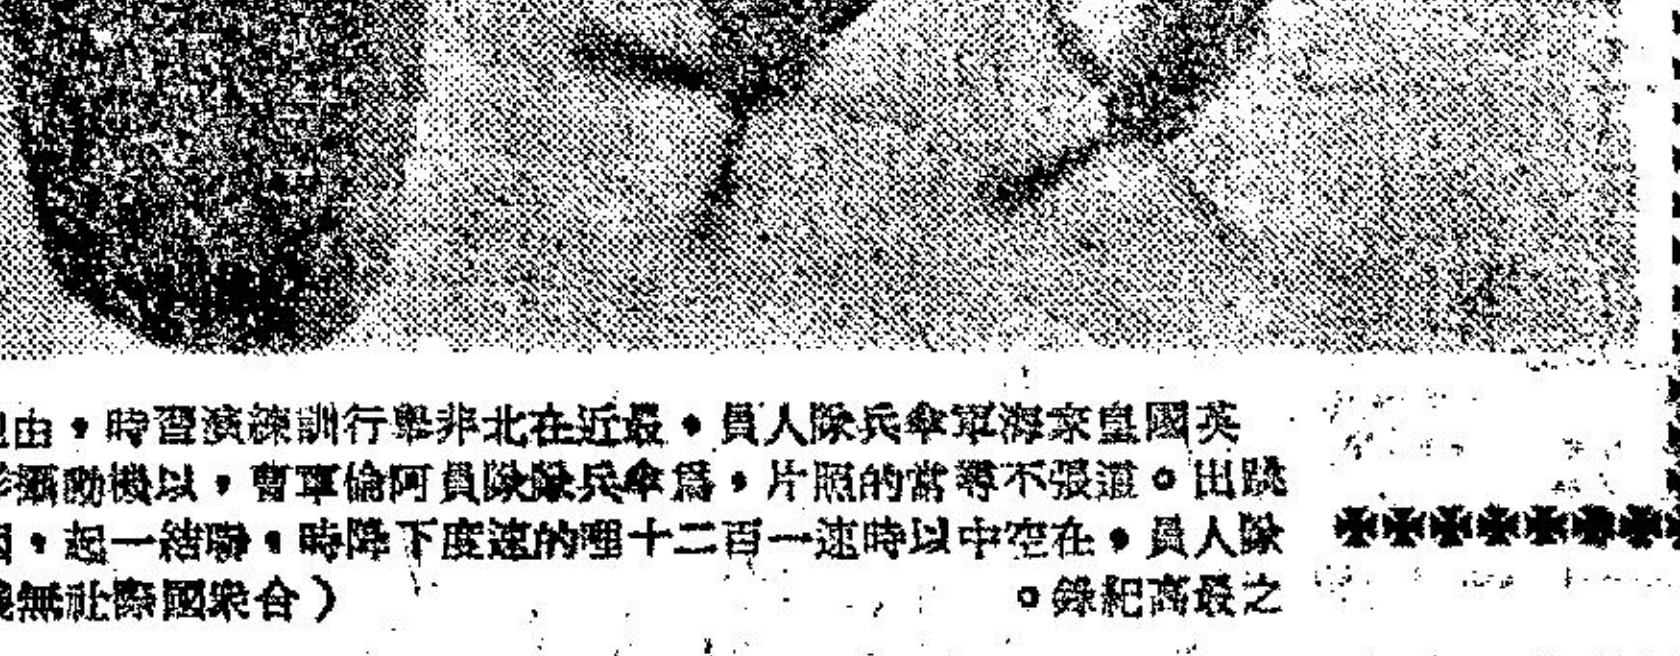 英國皇家海軍傘兵隊人員，最近在北非舉行訓練演習時，由
跳出。這張不尋常的照片，為傘兵隊隊員阿倫軍曹，以機動攝
隊人員，在空中以時速一百二十哩的速度下降時，聯結一起，
之最高紀錄。
（合衆國際社無